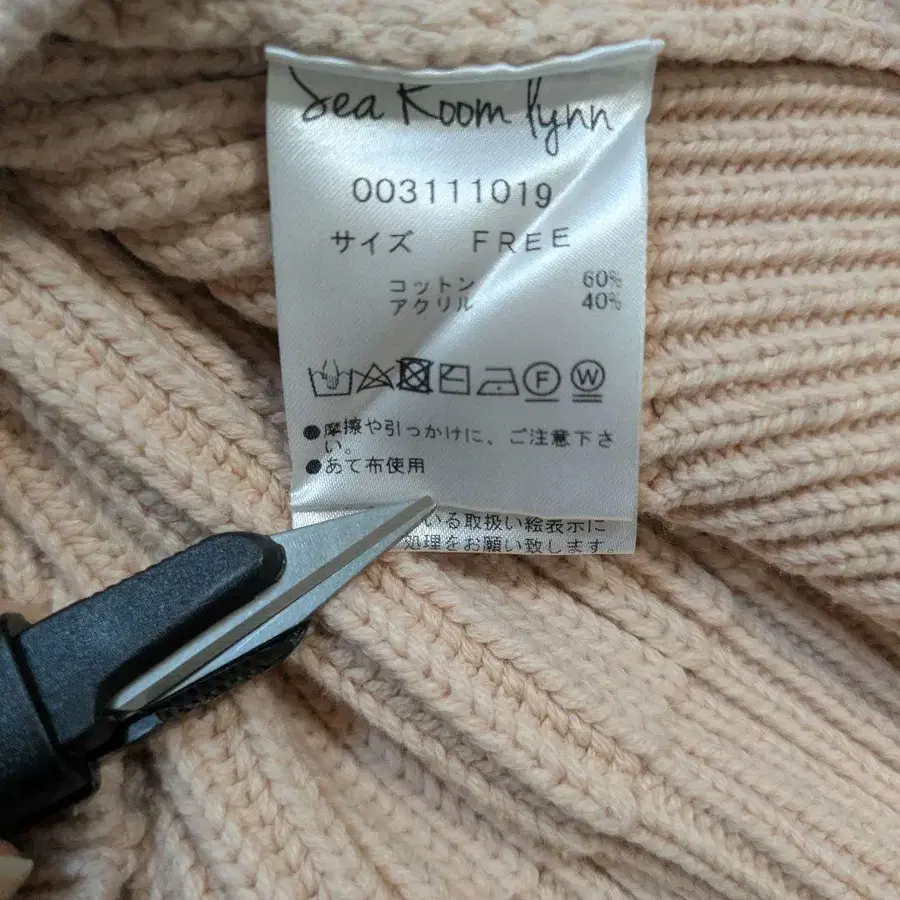 Sea Room lynn
003111019
サイズ FREE
コットン 60%
アクリル 40%
F W
●摩擦や引っかけに、ご注意下さ
い。
●あて布使用
いる取扱い絵表示に
処理をお願い致します。